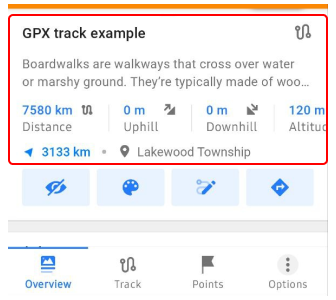 GPX track example
Boardwalks are walkways that cross over water
or marshy ground. They're typically made of woo...
7580 km 0 m 0 m 120 m
Distance Uphill Downhill Altitud
3133 km • Lakewood Township
Overview Track Points Options